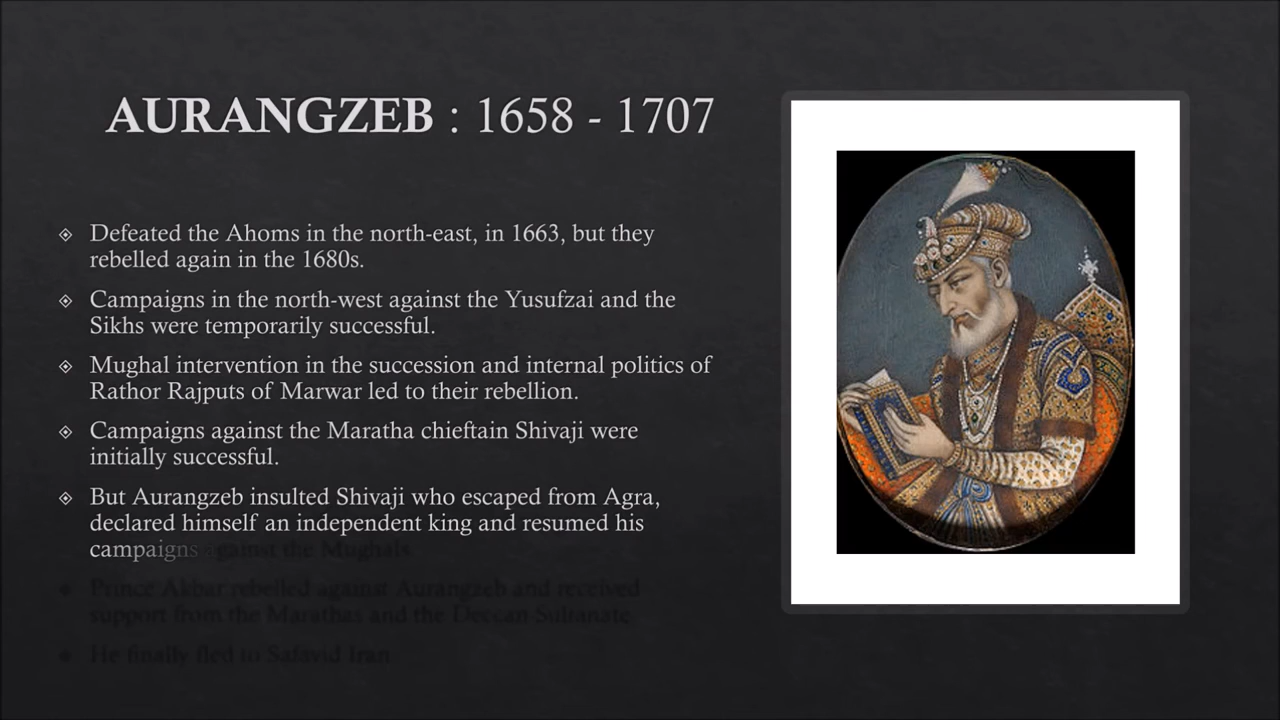 AURANGZEB : 1658 - 1707
Defeated the Ahoms in the north-east, in 1663, but they
rebelled again in the 1680s.
Campaigns in the north-west against the Yusufzai and the
Sikhs were temporarily successful.
Mughal intervention in the succession and internal politics of
Rathor Rajputs of Marwar led to their rebellion.
Campaigns against the Maratha chieftain Shivaji were
initially successful.
But Aurangzeb insulted Shivaji who escaped from Agra,
declared himself an independent king and resumed his
campaigns against the Mughals
Prince Akbar rebelled against Aurangzeb and received
support from the Marathas and the Deccan Sultanate
He finally fled to Safavid Iran